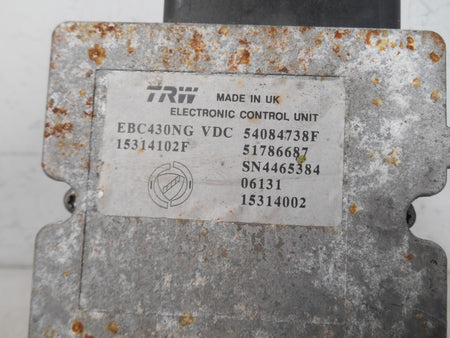 TRW MADE IN UK
ELECTRONIC CONTROL UNIT
EBC430NG VDC 54084738F
15314102F 51786687
SN4465384
06131
15314002